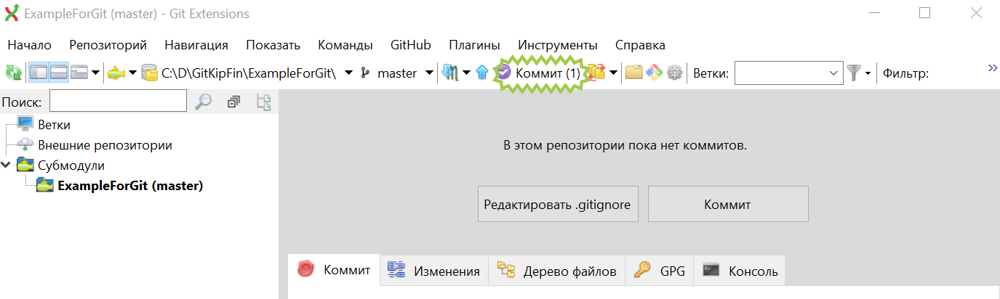 ExampleForGit (master) - Git Extensions
Начало Репозиторий Навигация Показать Команды GitHub Плагины Инструменты Справка
C:\D\GitKipFin\ExampleForGit\ master Коммит (1) Ветки: Фильтр: »
Поиск:
Ветки
Внешние репозитории
Субмодули
ExampleForGit (master)
В этом репозитории пока нет коммитов.
Редактировать .gitignore Коммит
Коммит Изменения Дерево файлов GPG Консоль